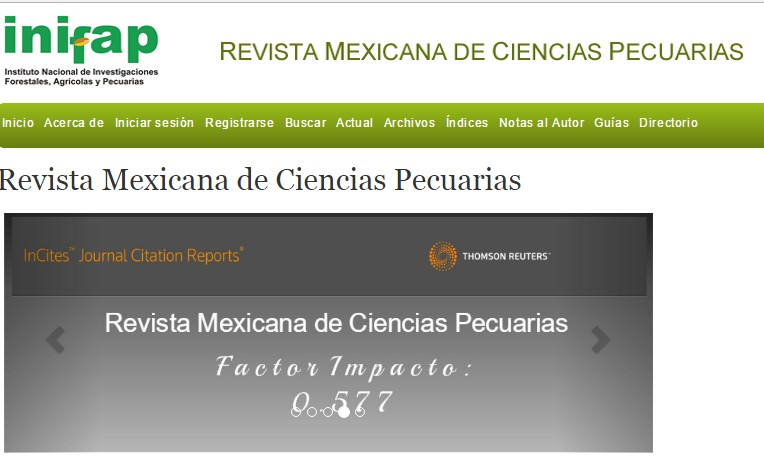 inifap
Instituto Nacional de Investigaciones
Forestales, Agrícolas y Pecuarias
REVISTA MEXICANA DE CIENCIAS PECUARIAS
Inicio Acerca de Iniciar sesión Registrarse Buscar Actual Archivos Índices Notas al Autor Guías Directorio
Revista Mexicana de Ciencias Pecuarias
InCites™ Journal Citation Reports®
THOMSON REUTERS™
Revista Mexicana de Ciencias Pecuarias
Factor Impacto:
0.577